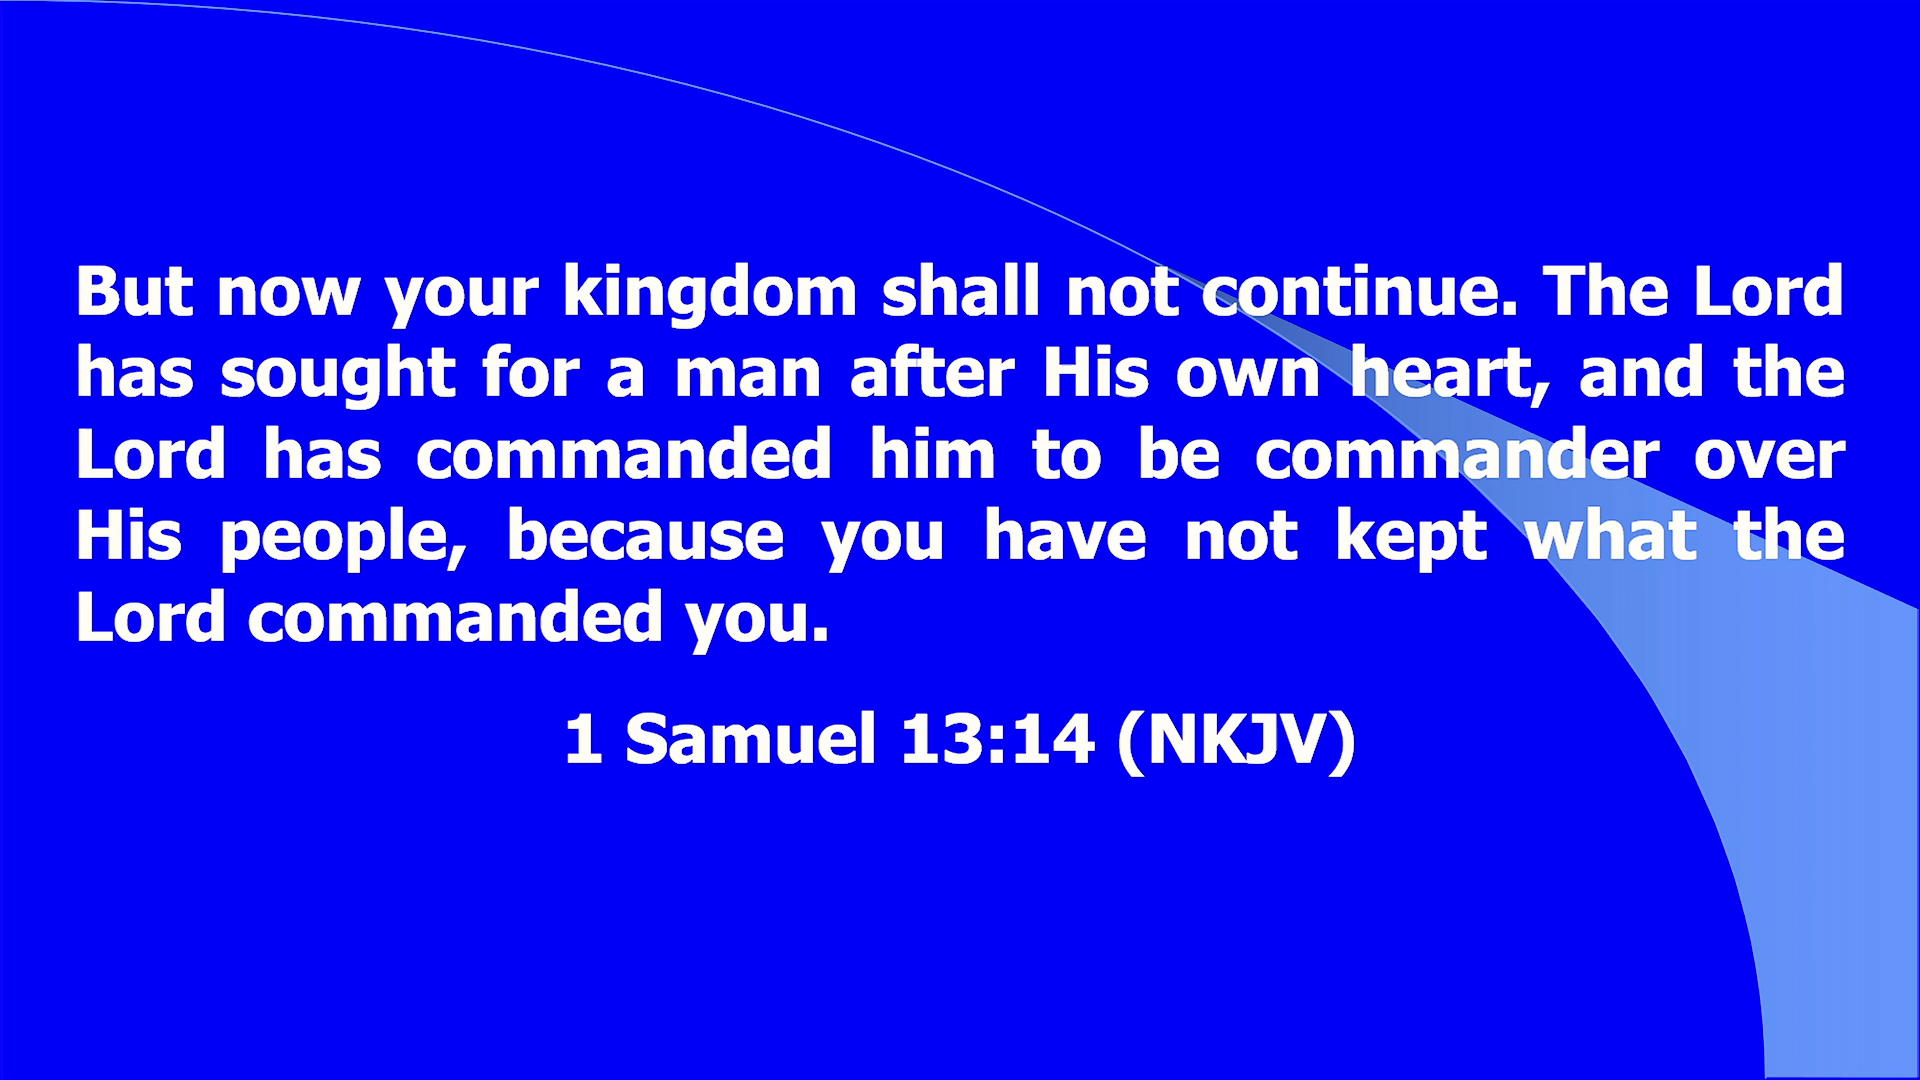 But now your kingdom shall not continue. The Lord
has sought for a man after His own heart, and the
Lord has commanded him to be commander over
His people, because you have not kept what the
Lord commanded you.
1 Samuel 13:14 (NKJV)